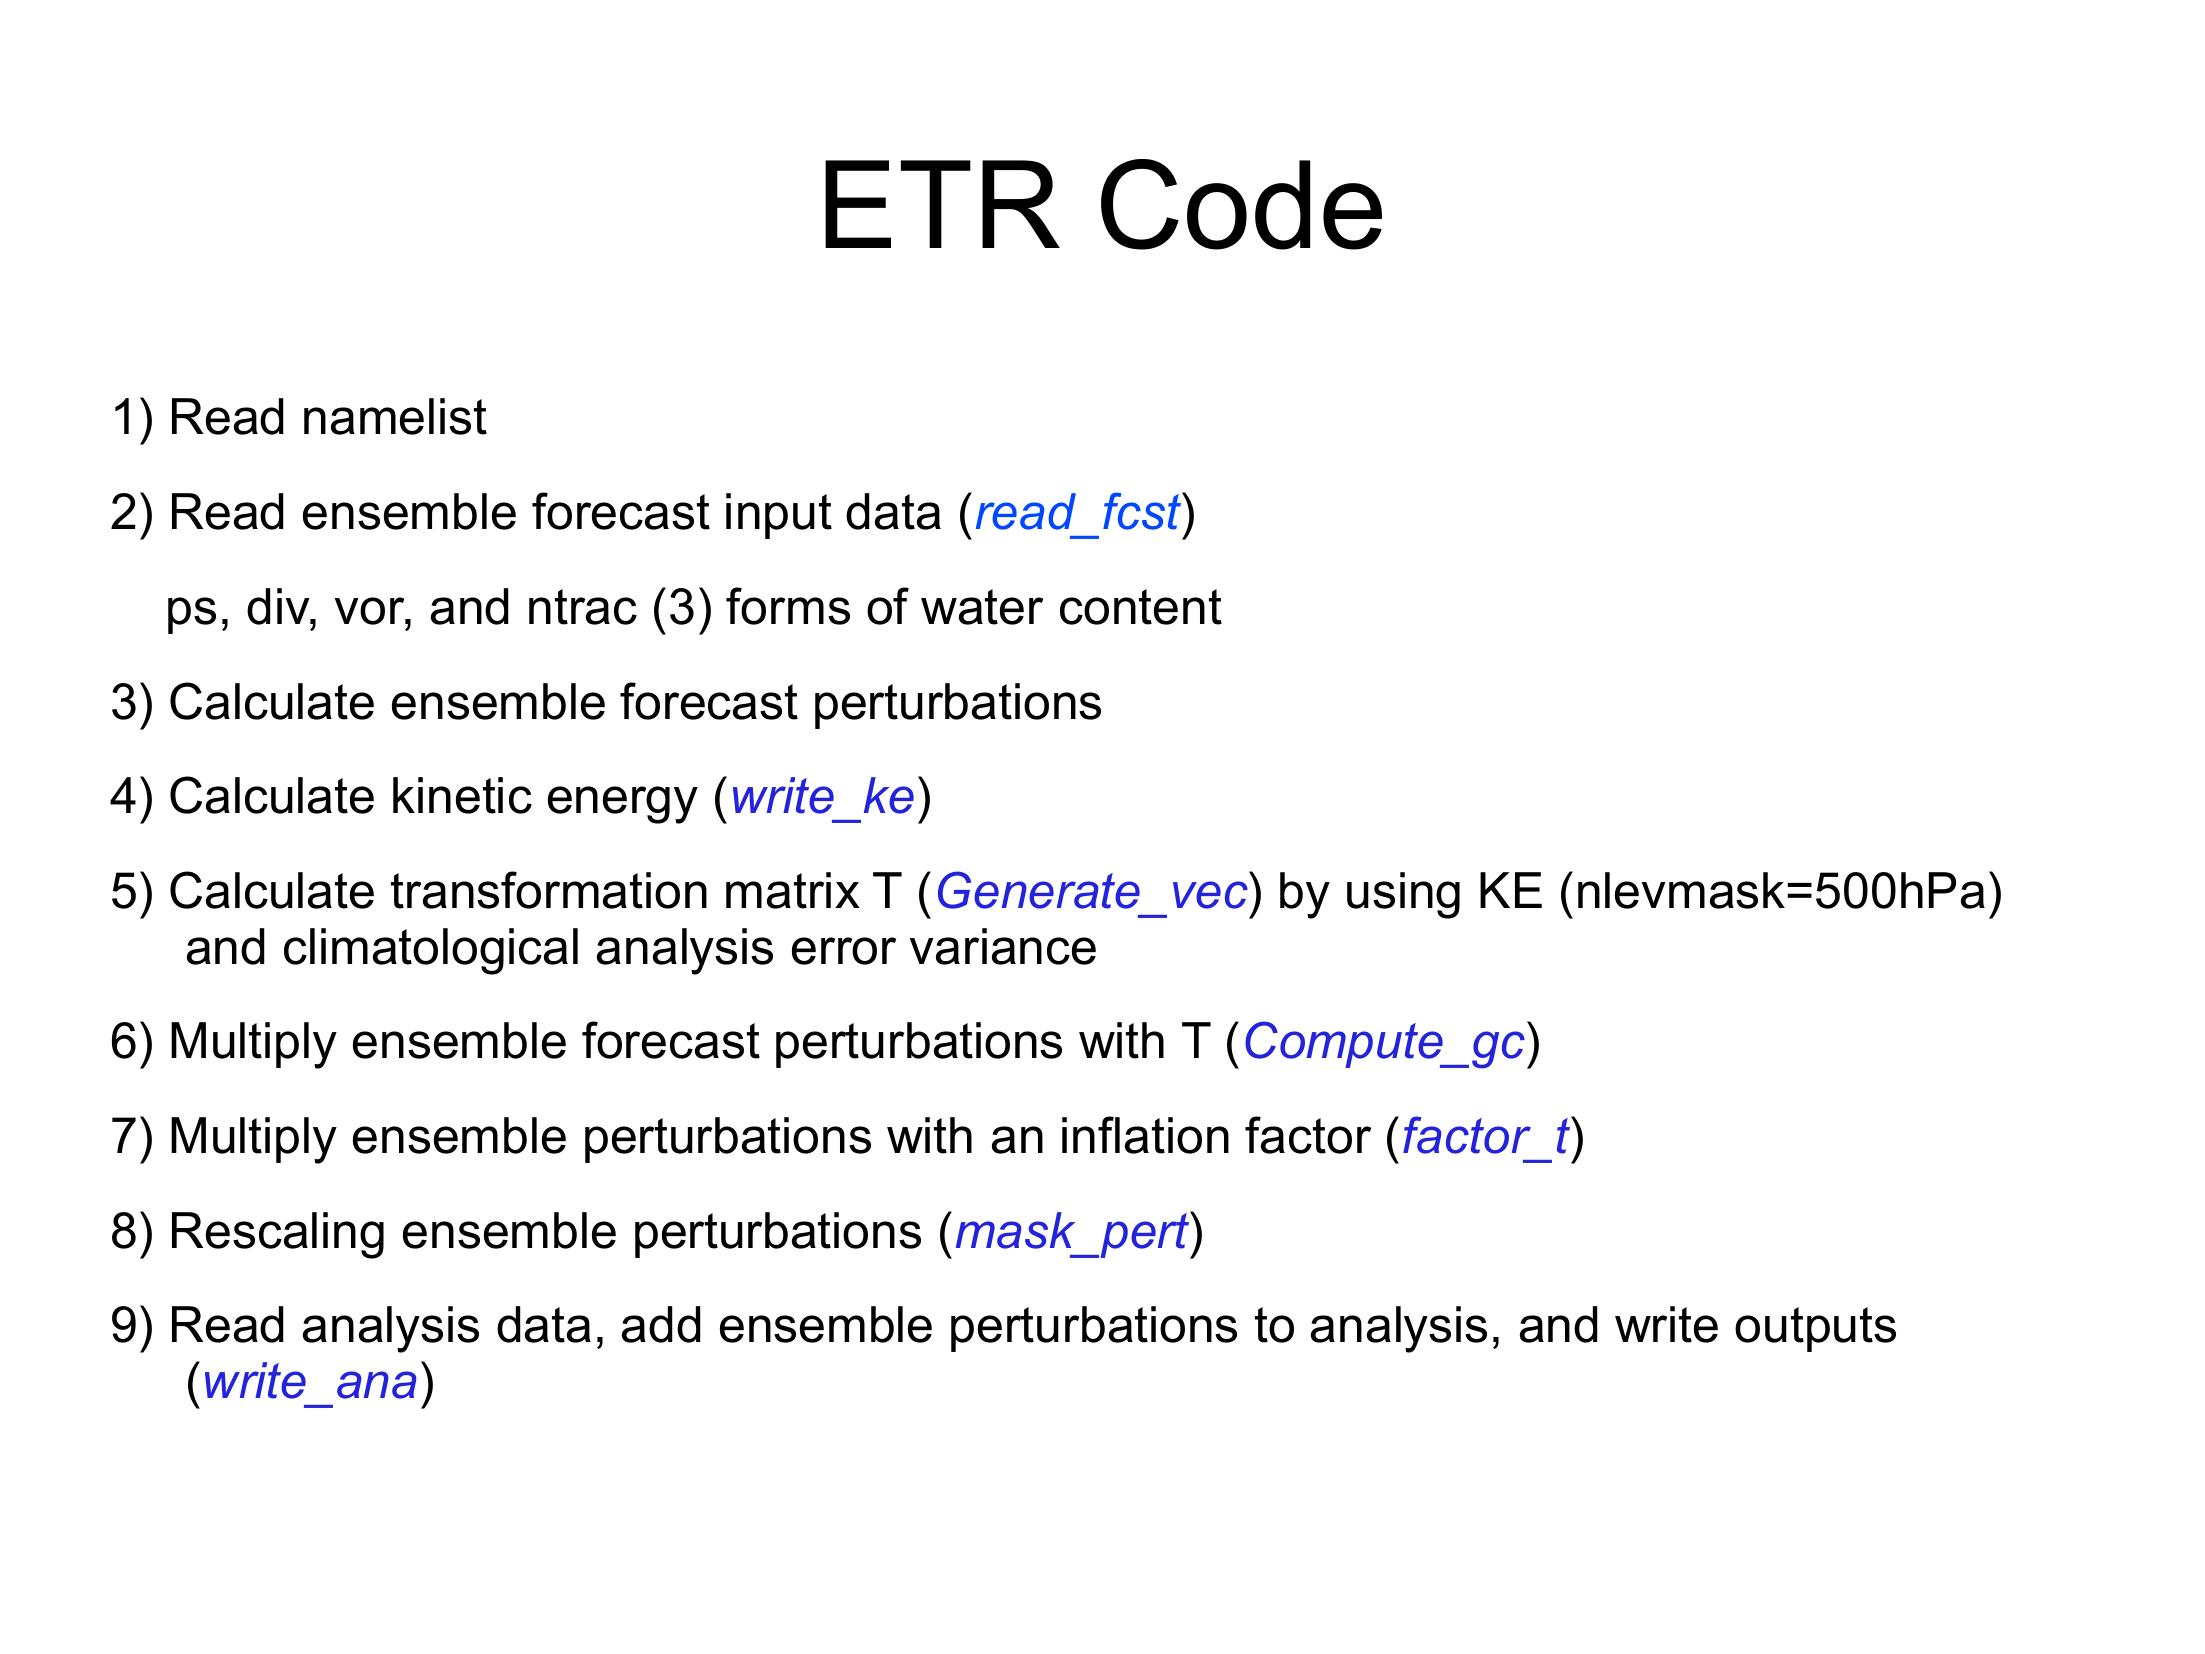 ETR Code
1) Read namelist
2) Read ensemble forecast input data (read_fcst)
ps, div, vor, and ntrac (3) forms of water content
3) Calculate ensemble forecast perturbations
4) Calculate kinetic energy (write_ke)
5) Calculate transformation matrix T (Generate_vec) by using KE (nlevmask=500hPa)
and climatological analysis error variance
6) Multiply ensemble forecast perturbations with T (Compute_gc)
7) Multiply ensemble perturbations with an inflation factor (factor_t)
8) Rescaling ensemble perturbations (mask_pert)
9) Read analysis data, add ensemble perturbations to analysis, and write outputs
(write_ana)